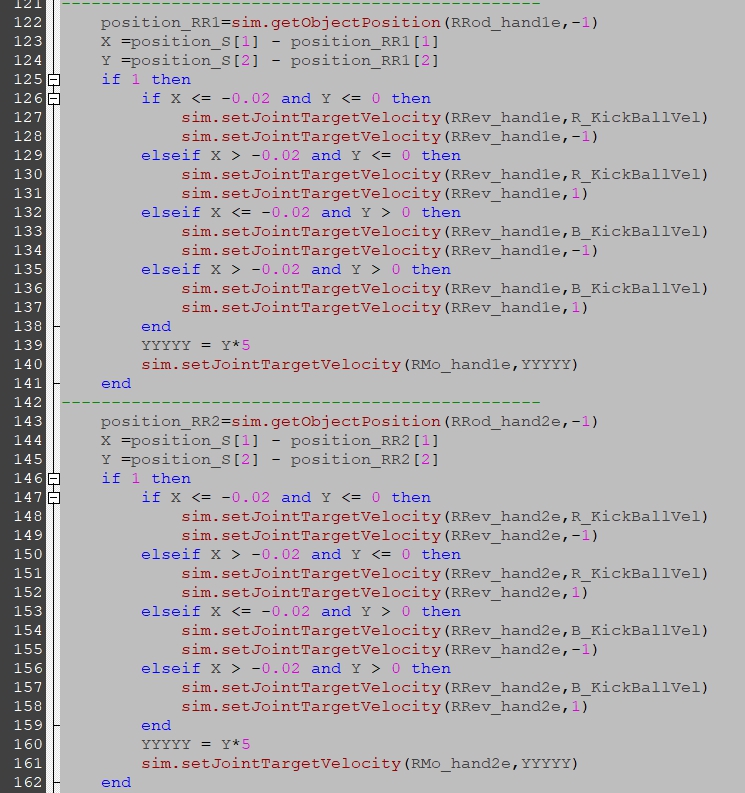 121 ------------------------------------------------
122 position_RR1=sim.getObjectPosition(RRod_hand1e,-1)
123 X =position_S[1] - position_RR1[1]
124 Y =position_S[2] - position_RR1[2]
125 if 1 then
126 if X <= -0.02 and Y <= 0 then
127 sim.setJointTargetVelocity(RRev_hand1e,R_KickBallVel)
128 sim.setJointTargetVelocity(RRev_hand1e,-1)
129 elseif X > -0.02 and Y <= 0 then
130 sim.setJointTargetVelocity(RRev_hand1e,R_KickBallVel)
131 sim.setJointTargetVelocity(RRev_hand1e,1)
132 elseif X <= -0.02 and Y > 0 then
133 sim.setJointTargetVelocity(RRev_hand1e,B_KickBallVel)
134 sim.setJointTargetVelocity(RRev_hand1e,-1)
135 elseif X > -0.02 and Y > 0 then
136 sim.setJointTargetVelocity(RRev_hand1e,B_KickBallVel)
137 sim.setJointTargetVelocity(RRev_hand1e,1)
138 end
139 YYYYY = Y*5
140 sim.setJointTargetVelocity(RMo_hand1e,YYYYY)
141 end
142 ------------------------------------------------
143 position_RR2=sim.getObjectPosition(RRod_hand2e,-1)
144 X =position_S[1] - position_RR2[1]
145 Y =position_S[2] - position_RR2[2]
146 if 1 then
147 if X <= -0.02 and Y <= 0 then
148 sim.setJointTargetVelocity(RRev_hand2e,R_KickBallVel)
149 sim.setJointTargetVelocity(RRev_hand2e,-1)
150 elseif X > -0.02 and Y <= 0 then
151 sim.setJointTargetVelocity(RRev_hand2e,R_KickBallVel)
152 sim.setJointTargetVelocity(RRev_hand2e,1)
153 elseif X <= -0.02 and Y > 0 then
154 sim.setJointTargetVelocity(RRev_hand2e,B_KickBallVel)
155 sim.setJointTargetVelocity(RRev_hand2e,-1)
156 elseif X > -0.02 and Y > 0 then
157 sim.setJointTargetVelocity(RRev_hand2e,B_KickBallVel)
158 sim.setJointTargetVelocity(RRev_hand2e,1)
159 end
160 YYYYY = Y*5
161 sim.setJointTargetVelocity(RMo_hand2e,YYYYY)
162 end